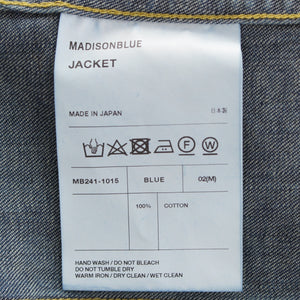 MADISONBLUE
JACKET
MADE IN JAPAN 日本製
F W
MB241-1015 BLUE 02(M)
100% COTTON
HAND WASH / DO NOT BLEACH
DO NOT TUMBLE DRY
WARM IRON / DRY CLEAN / WET CLEAN